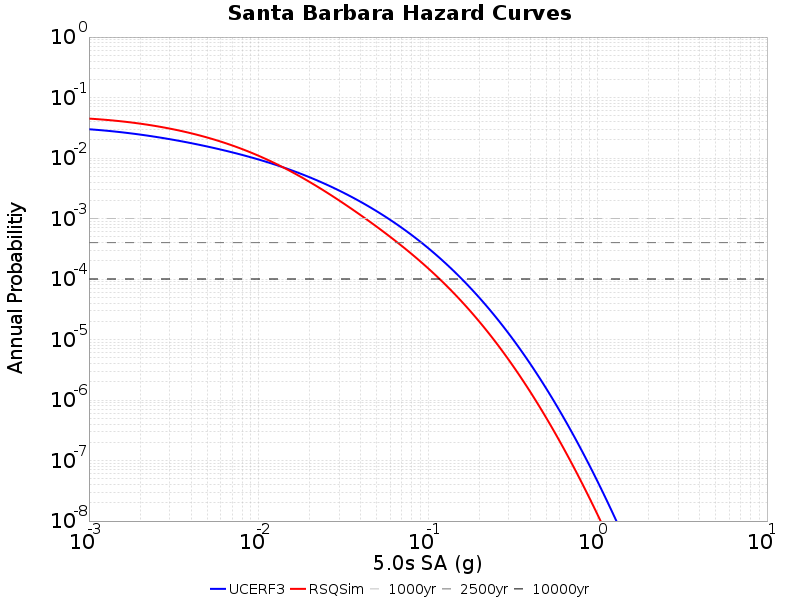 Santa Barbara Hazard Curves
10^0
10^-1
10^-2
10^-3
10^-4
10^-5
10^-6
10^-7
10^-8
Annual Probabilitiy
10^-3 10^-2 10^-1 10^0 10^1
5.0s SA (g)
UCERF3 RSQSim 1000yr 2500yr 10000yr